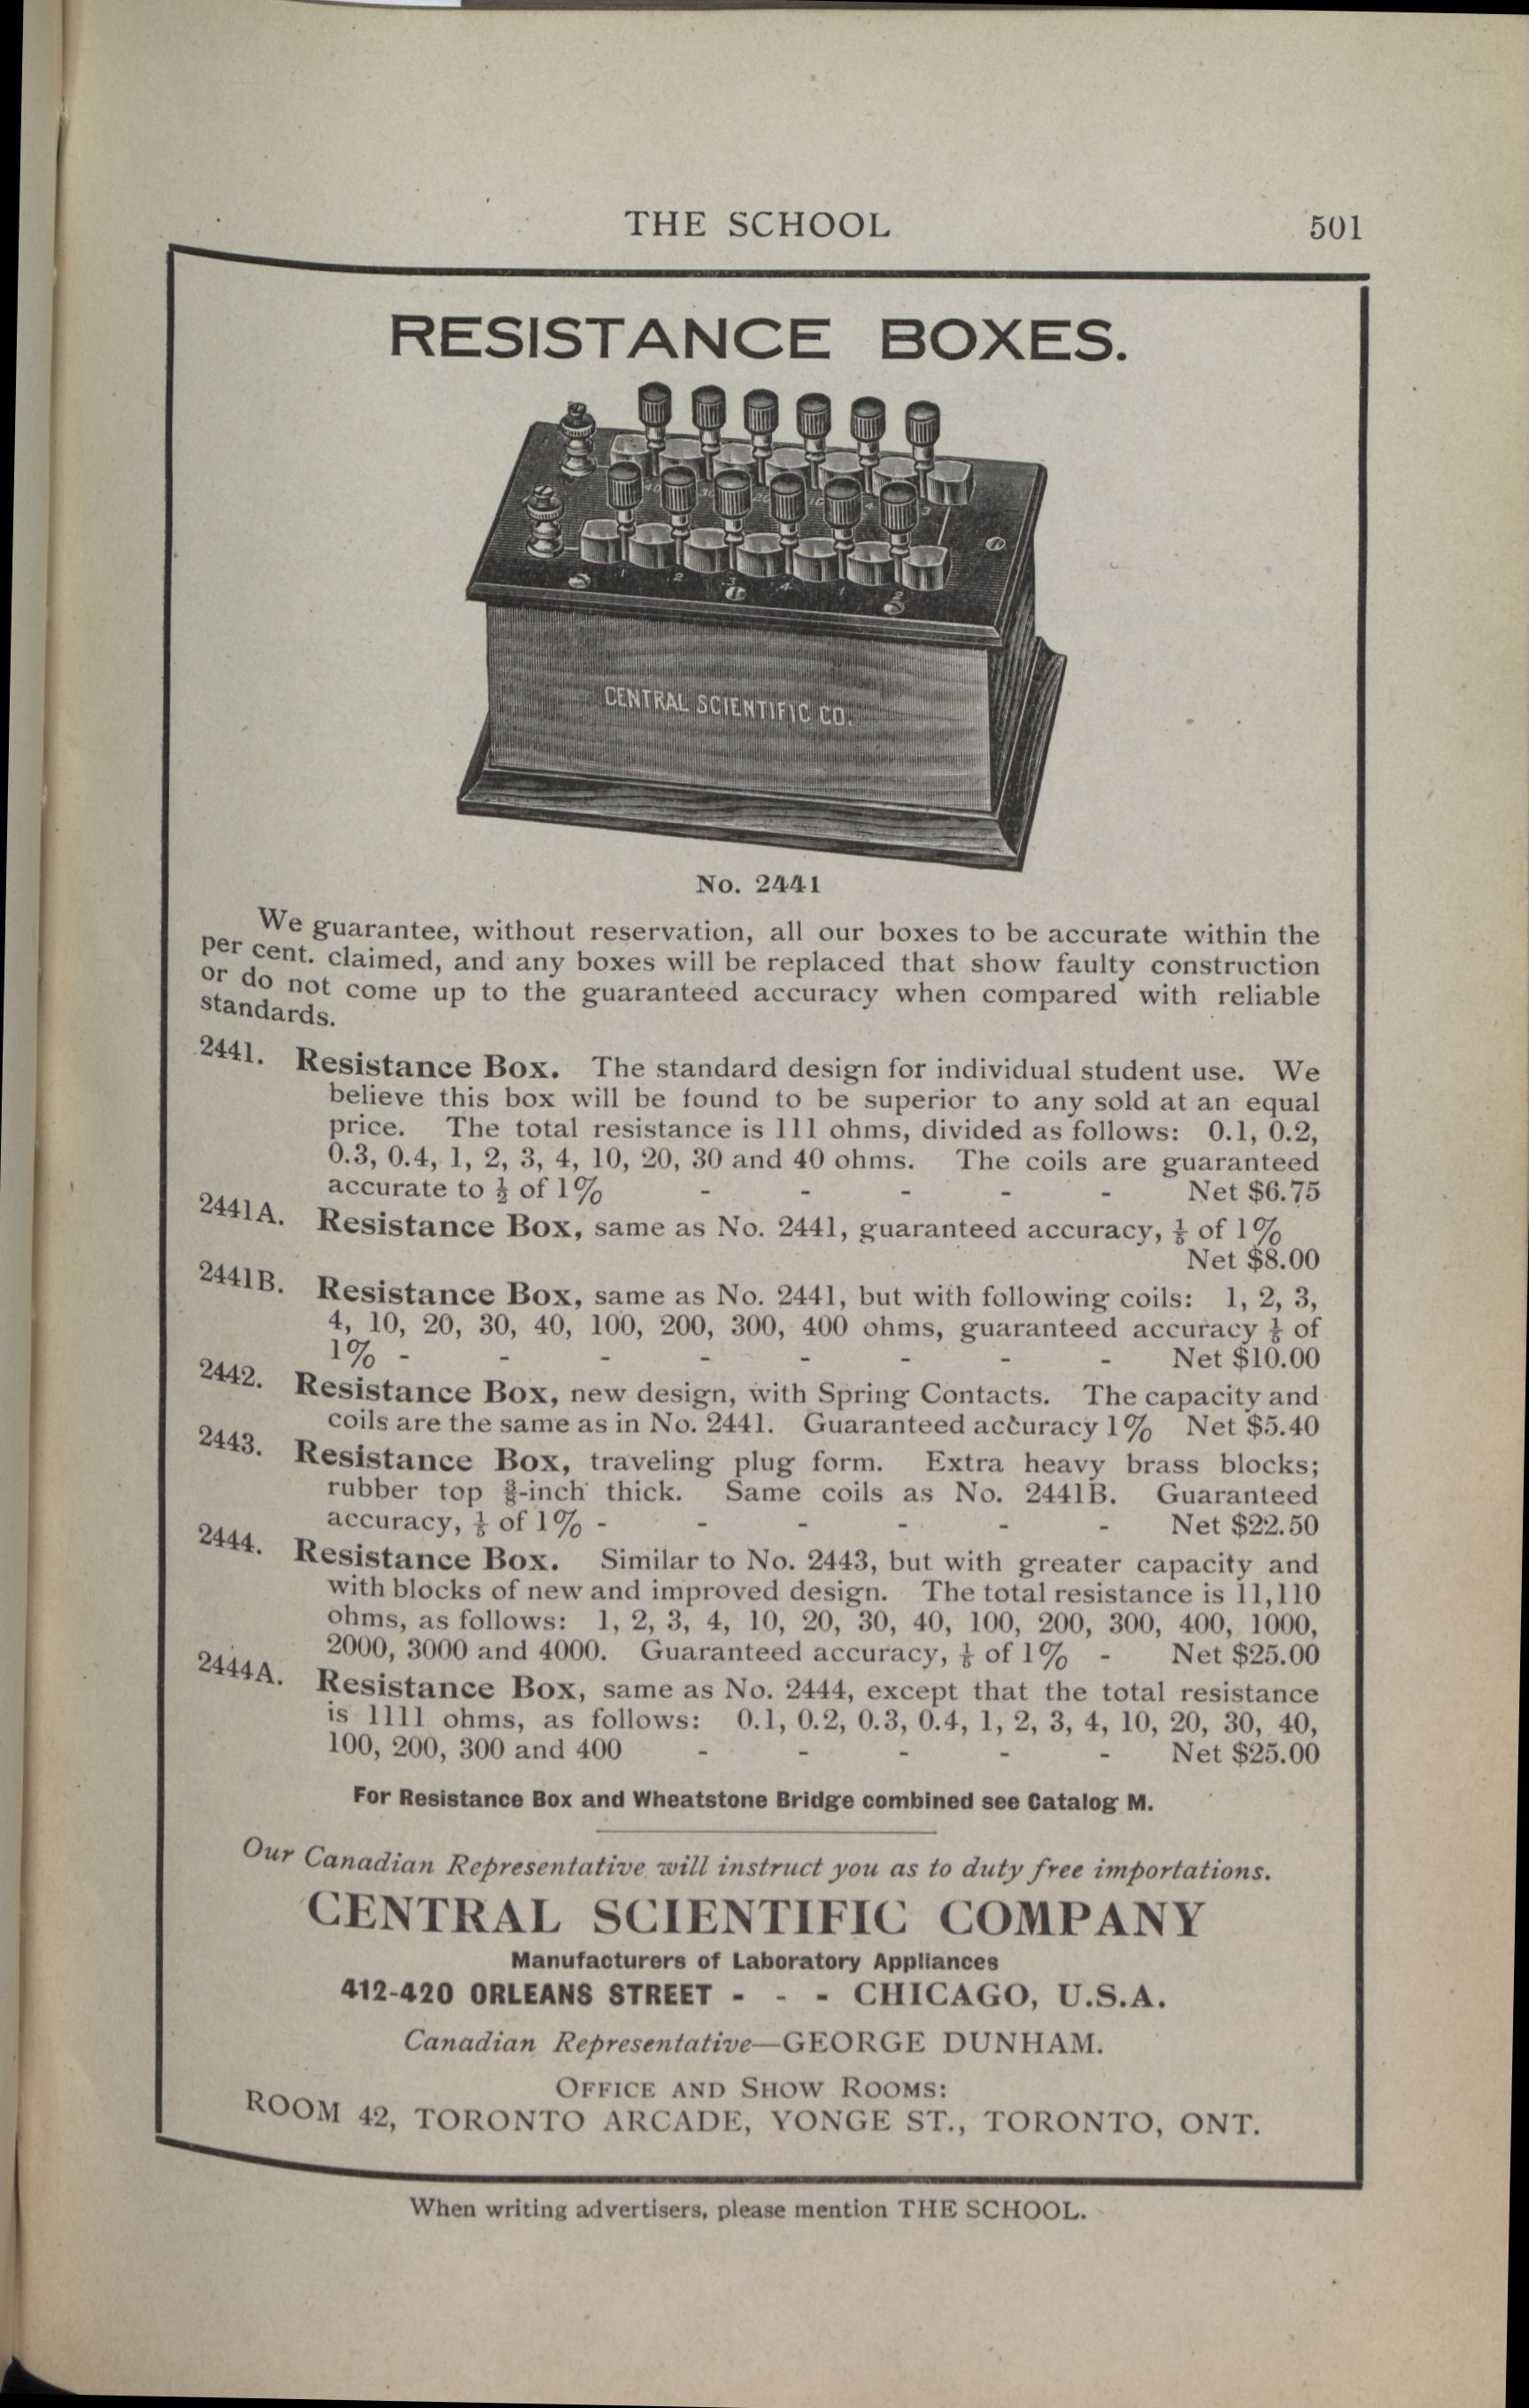 THE SCHOOL 501
RESISTANCE BOXES.
40 30 20 10 4 3
1 2 3 4 1 2
CENTRAL SCIENTIFIC CO.
No. 2441
We guarantee, without reservation, all our boxes to be accurate within the
per cent. claimed, and any boxes will be replaced that show faulty construction
or do not come up to the guaranteed accuracy when compared with reliable
standards.
2441. Resistance Box. The standard design for individual student use. We
believe this box will be found to be superior to any sold at an equal
price. The total resistance is 111 ohms, divided as follows: 0.1, 0.2,
0.3, 0.4, 1, 2, 3, 4, 10, 20, 30 and 40 ohms. The coils are guaranteed
accurate to ½ of 1% - - - - - Net $6.75
2441A. Resistance Box, same as No. 2441, guaranteed accuracy, ⅕ of 1%
Net $8.00
2441B. Resistance Box, same as No. 2441, but with following coils: 1, 2, 3,
4, 10, 20, 30, 40, 100, 200, 300, 400 ohms, guaranteed accuracy ⅕ of
1% - - - - - - - - Net $10.00
2442. Resistance Box, new design, with Spring Contacts. The capacity and
coils are the same as in No. 2441. Guaranteed accuracy 1% Net $5.40
2443. Resistance Box, traveling plug form. Extra heavy brass blocks;
rubber top ⅜-inch thick. Same coils as No. 2441B. Guaranteed
accuracy, ⅕ of 1% - - - - - - Net $22.50
2444. Resistance Box. Similar to No. 2443, but with greater capacity and
with blocks of new and improved design. The total resistance is 11,110
ohms, as follows: 1, 2, 3, 4, 10, 20, 30, 40, 100, 200, 300, 400, 1000,
2000, 3000 and 4000. Guaranteed accuracy, ⅕ of 1% - Net $25.00
2444A. Resistance Box, same as No. 2444, except that the total resistance
is 1111 ohms, as follows: 0.1, 0.2, 0.3, 0.4, 1, 2, 3, 4, 10, 20, 30, 40,
100, 200, 300 and 400 - - - - - Net $25.00
For Resistance Box and Wheatstone Bridge combined see Catalog M.
Our Canadian Representative will instruct you as to duty free importations.
CENTRAL SCIENTIFIC COMPANY
Manufacturers of Laboratory Appliances
412-420 ORLEANS STREET - - - CHICAGO, U.S.A.
Canadian Representative—GEORGE DUNHAM.
OFFICE AND SHOW ROOMS:
ROOM 42, TORONTO ARCADE, YONGE ST., TORONTO, ONT.
When writing advertisers, please mention THE SCHOOL.